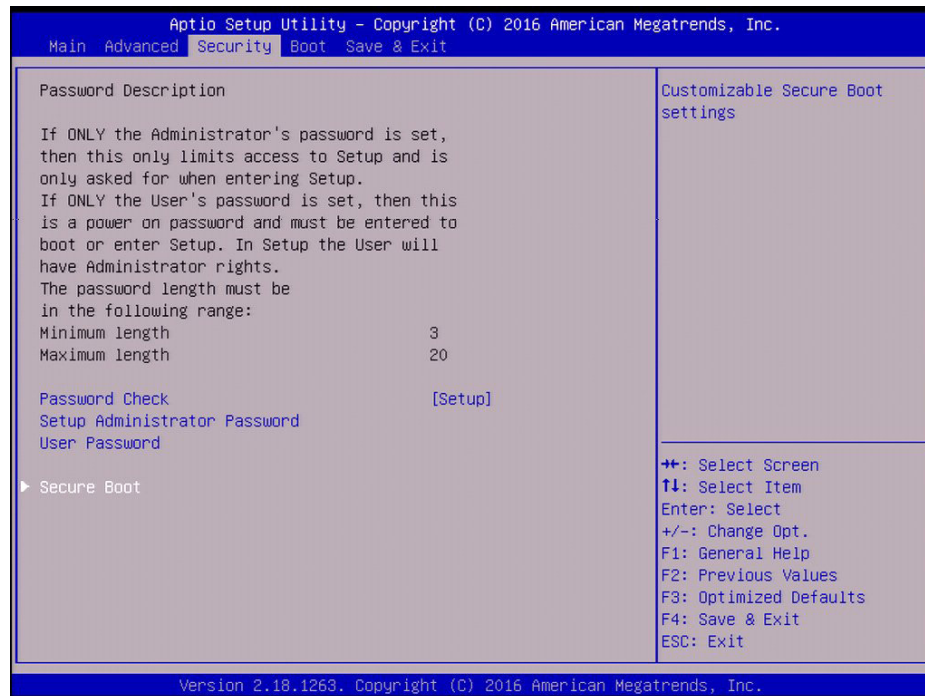 Aptio Setup Utility – Copyright (C) 2016 American Megatrends, Inc.
Main Advanced Security Boot Save & Exit
Password Description
If ONLY the Administrator's password is set,
then this only limits access to Setup and is
only asked for when entering Setup.
If ONLY the User's password is set, then this
is a power on password and must be entered to
boot or enter Setup. In Setup the User will
have Administrator rights.
The password length must be
in the following range:
Minimum length 3
Maximum length 20
Password Check [Setup]
Setup Administrator Password
User Password
► Secure Boot
Customizable Secure Boot
settings
→←: Select Screen
↑↓: Select Item
Enter: Select
+/-: Change Opt.
F1: General Help
F2: Previous Values
F3: Optimized Defaults
F4: Save & Exit
ESC: Exit
Version 2.18.1263. Copyright (C) 2016 American Megatrends, Inc.